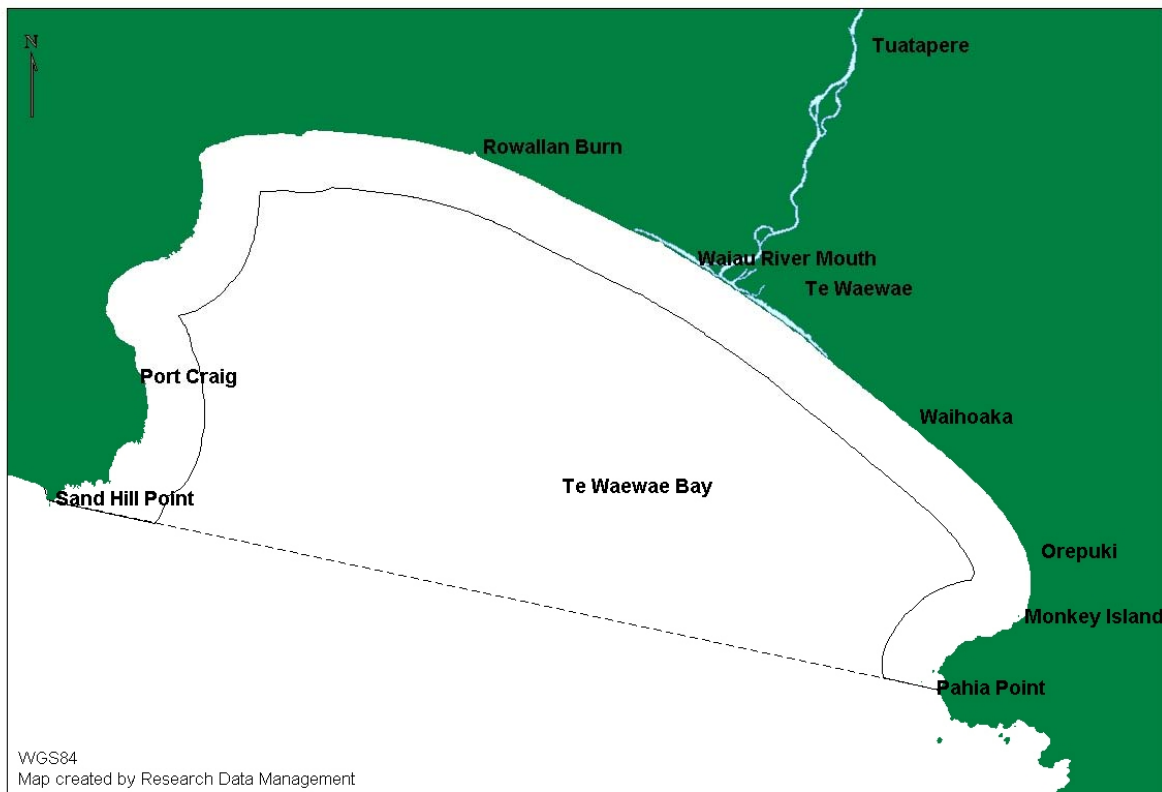 N
Tuatapere
Rowallan Burn
Waiau River Mouth
Te Waewae
Port Craig
Waihoaka
Te Waewae Bay
Sand Hill Point
Orepuki
Monkey Island
Pahia Point
WGS84
Map created by Research Data Management